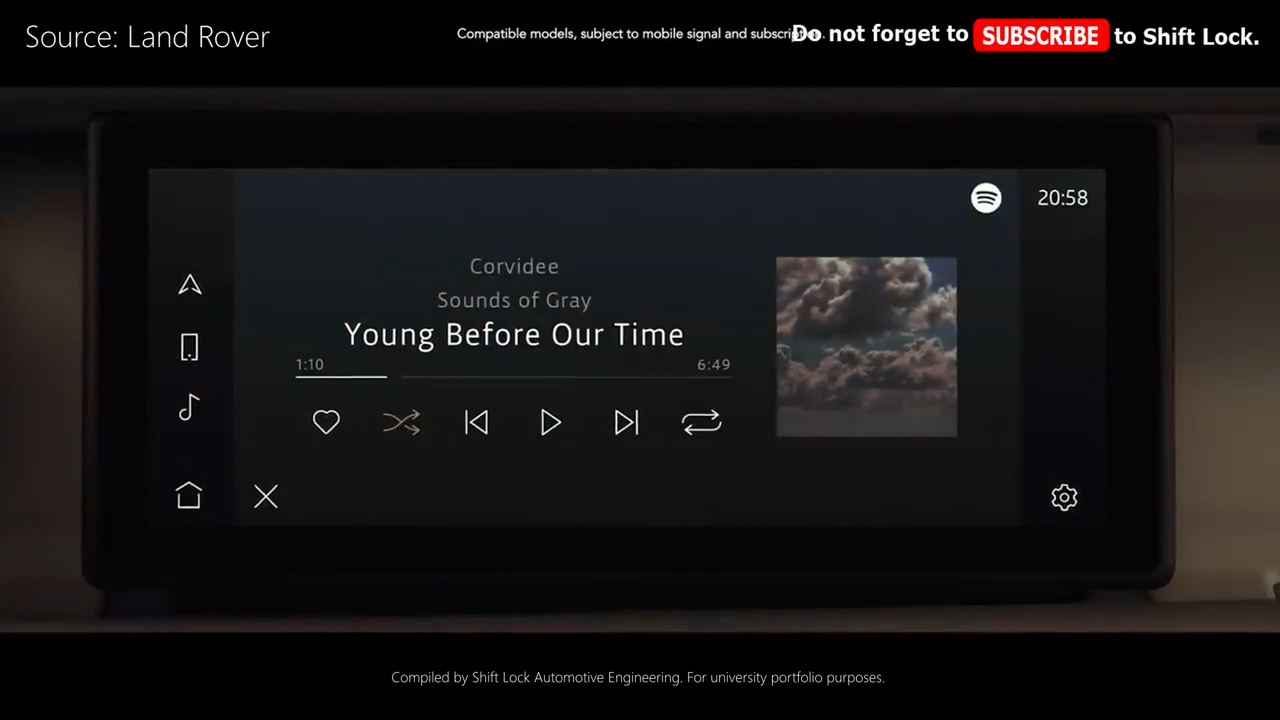 Source: Land Rover
Compatible models, subject to mobile signal and
Do not forget to SUBSCRIBE to Shift Lock.
20:58
Corvidee
Sounds of Gray
Young Before Our Time
1:10
6:49
Compiled by Shift Lock Automotive Engineering. For university portfolio purposes.